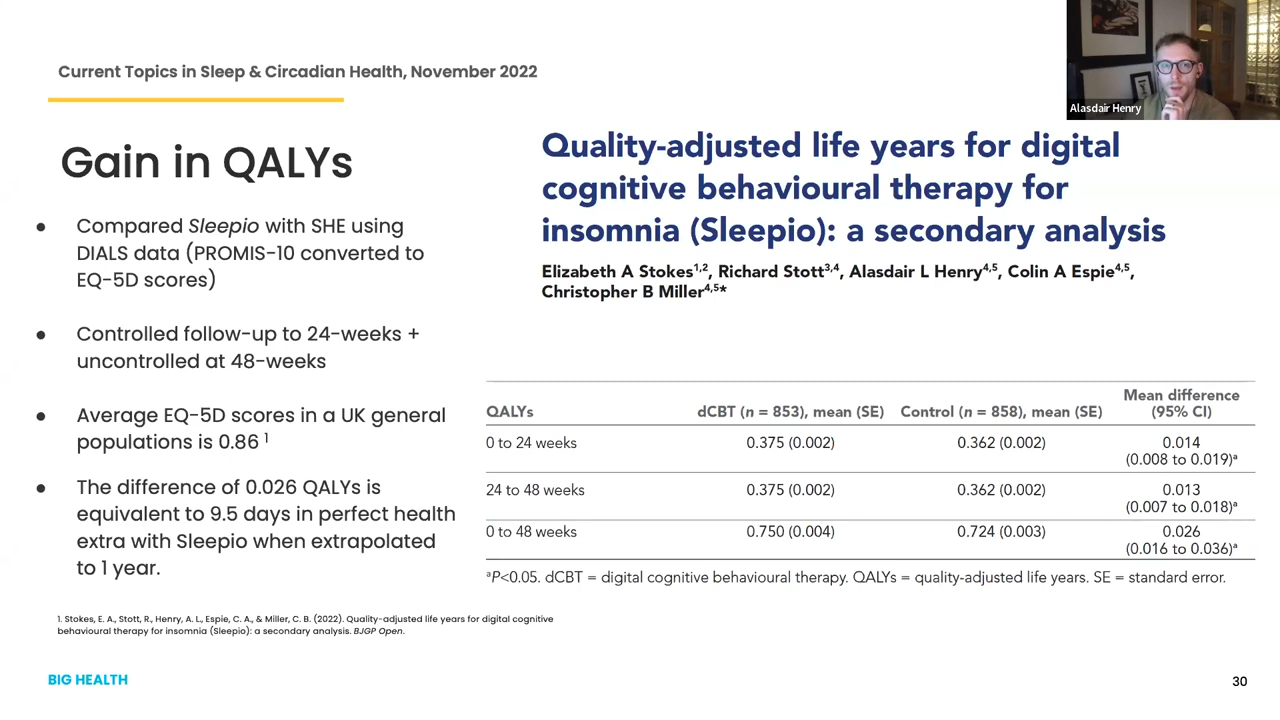 Current Topics in Sleep & Circadian Health, November 2022
Alasdair Henry
Gain in QALYs
● Compared Sleepio with SHE using
DIALS data (PROMIS-10 converted to
EQ-5D scores)
● Controlled follow-up to 24-weeks +
uncontrolled at 48-weeks
● Average EQ-5D scores in a UK general
populations is 0.86 ¹
● The difference of 0.026 QALYs is
equivalent to 9.5 days in perfect health
extra with Sleepio when extrapolated
to 1 year.
Quality-adjusted life years for digital
cognitive behavioural therapy for
insomnia (Sleepio): a secondary analysis
Elizabeth A Stokes¹,², Richard Stott³,⁴, Alasdair L Henry⁴,⁵, Colin A Espie⁴,⁵,
Christopher B Miller⁴,⁵*
QALYs dCBT (n = 853), mean (SE) Control (n = 858), mean (SE) Mean difference
(95% CI)
0 to 24 weeks 0.375 (0.002) 0.362 (0.002) 0.014
(0.008 to 0.019)ᵃ
24 to 48 weeks 0.375 (0.002) 0.362 (0.002) 0.013
(0.007 to 0.018)ᵃ
0 to 48 weeks 0.750 (0.004) 0.724 (0.003) 0.026
(0.016 to 0.036)ᵃ
ᵃP<0.05. dCBT = digital cognitive behavioural therapy. QALYs = quality-adjusted life years. SE = standard error.
1. Stokes, E. A., Stott, R., Henry, A. L., Espie, C. A., & Miller, C. B. (2022). Quality-adjusted life years for digital cognitive
behavioural therapy for insomnia (Sleepio): a secondary analysis. BJGP Open.
BIG HEALTH
30